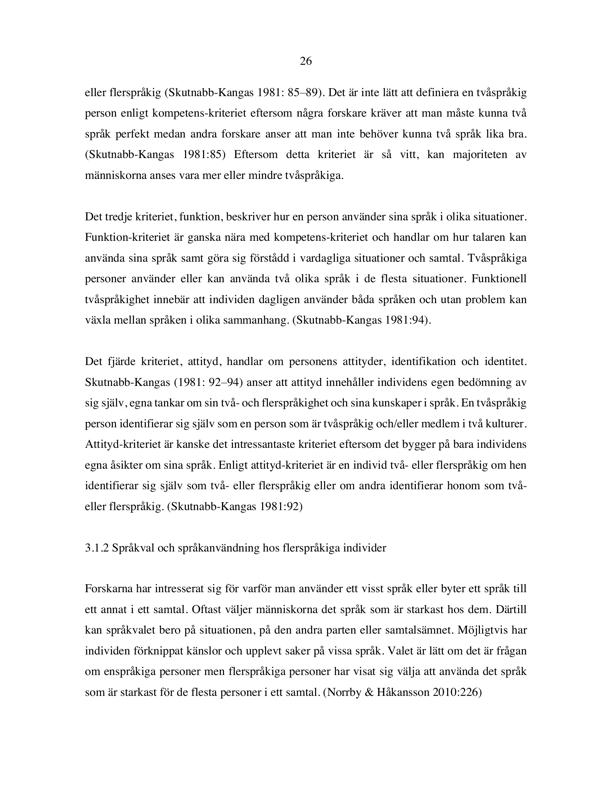 26
eller flerspråkig (Skutnabb-Kangas 1981: 85–89). Det är inte lätt att definiera en tvåspråkig
person enligt kompetens-kriteriet eftersom några forskare kräver att man måste kunna två
språk perfekt medan andra forskare anser att man inte behöver kunna två språk lika bra.
(Skutnabb-Kangas 1981:85) Eftersom detta kriteriet är så vitt, kan majoriteten av
människorna anses vara mer eller mindre tvåspråkiga.
Det tredje kriteriet, funktion, beskriver hur en person använder sina språk i olika situationer.
Funktion-kriteriet är ganska nära med kompetens-kriteriet och handlar om hur talaren kan
använda sina språk samt göra sig förstådd i vardagliga situationer och samtal. Tvåspråkiga
personer använder eller kan använda två olika språk i de flesta situationer. Funktionell
tvåspråkighet innebär att individen dagligen använder båda språken och utan problem kan
växla mellan språken i olika sammanhang. (Skutnabb-Kangas 1981:94).
Det fjärde kriteriet, attityd, handlar om personens attityder, identifikation och identitet.
Skutnabb-Kangas (1981: 92–94) anser att attityd innehåller individens egen bedömning av
sig själv, egna tankar om sin två- och flerspråkighet och sina kunskaper i språk. En tvåspråkig
person identifierar sig själv som en person som är tvåspråkig och/eller medlem i två kulturer.
Attityd-kriteriet är kanske det intressantaste kriteriet eftersom det bygger på bara individens
egna åsikter om sina språk. Enligt attityd-kriteriet är en individ två- eller flerspråkig om hen
identifierar sig själv som två- eller flerspråkig eller om andra identifierar honom som två-
eller flerspråkig. (Skutnabb-Kangas 1981:92)
3.1.2 Språkval och språkanvändning hos flerspråkiga individer
Forskarna har intresserat sig för varför man använder ett visst språk eller byter ett språk till
ett annat i ett samtal. Oftast väljer människorna det språk som är starkast hos dem. Därtill
kan språkvalet bero på situationen, på den andra parten eller samtalsämnet. Möjligtvis har
individen förknippat känslor och upplevt saker på vissa språk. Valet är lätt om det är frågan
om enspråkiga personer men flerspråkiga personer har visat sig välja att använda det språk
som är starkast för de flesta personer i ett samtal. (Norrby & Håkansson 2010:226)